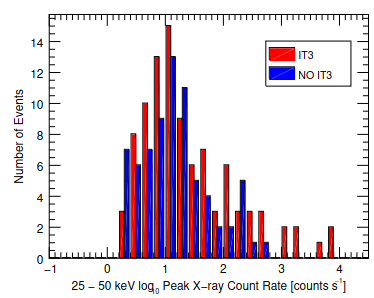 14
12
10
8
6
4
2
0
Number of Events
IT3
NO IT3
−1 0 1 2 3 4
25 − 50 keV log₁₀ Peak X−ray Count Rate [counts s⁻¹]